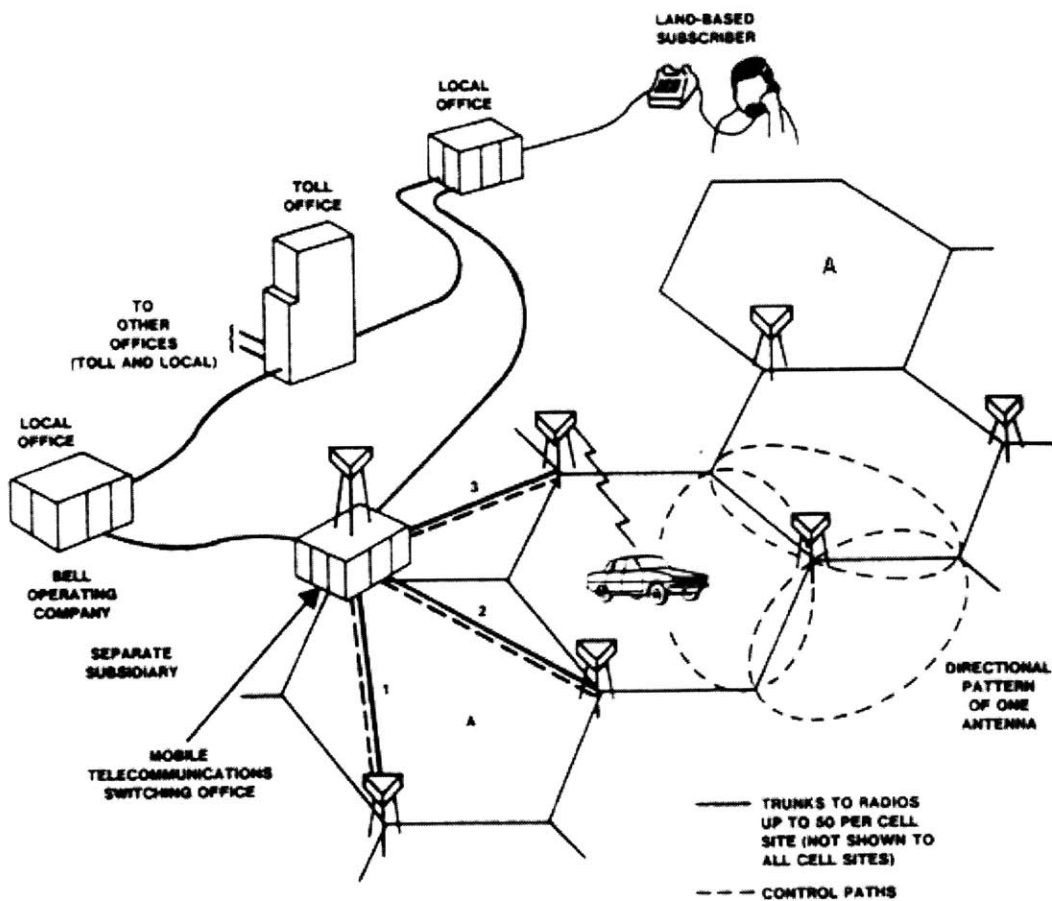 LAND-BASED
SUBSCRIBER
LOCAL
OFFICE
TOLL
OFFICE
A
TO
OTHER
OFFICES
(TOLL AND LOCAL)
LOCAL
OFFICE
3
BELL
OPERATING
COMPANY
2
SEPARATE
SUBSIDIARY
1
A
DIRECTIONAL
PATTERN
OF ONE
ANTENNA
MOBILE
TELECOMMUNICATIONS
SWITCHING OFFICE
TRUNKS TO RADIOS
UP TO 50 PER CELL
SITE (NOT SHOWN TO
ALL CELL SITES)
CONTROL PATHS